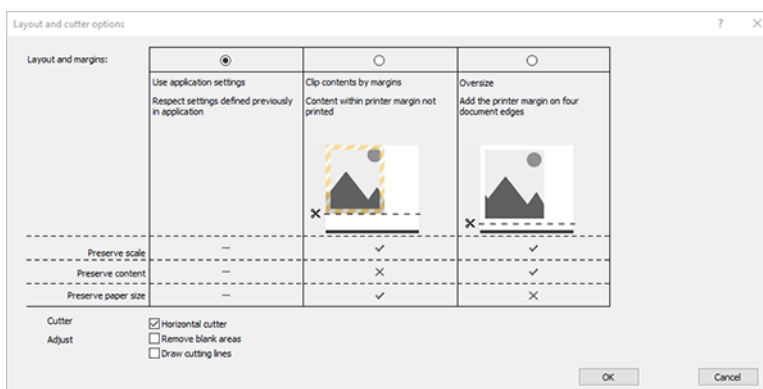 Layout and cutter options
?
Layout and margins:
Use application settings
Clip contents by margins
Oversize
Respect settings defined previously
in application
Content within printer margin not
printed
Add the printer margin on four
document edges
Preserve scale
Preserve content
Preserve paper size
Cutter
Horizontal cutter
Adjust
Remove blank areas
Draw cutting lines
OK
Cancel